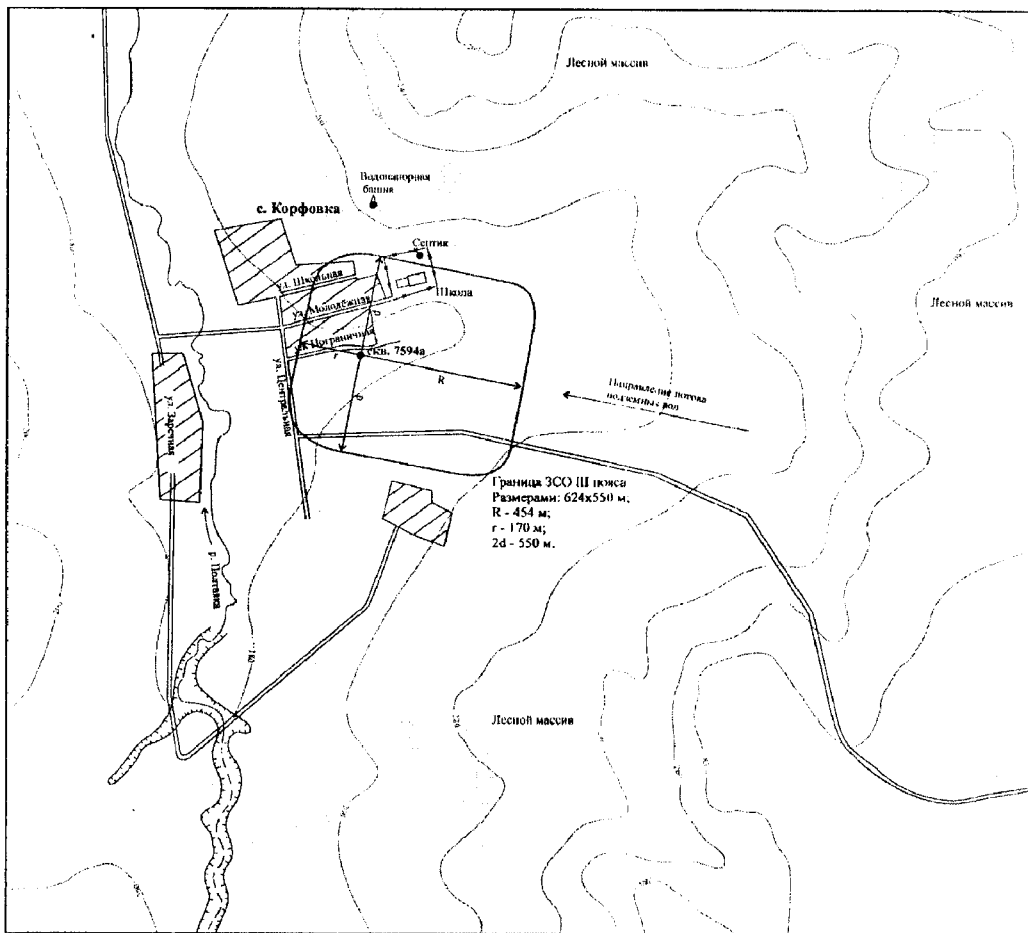 Лесной массив
Водонапорная
башня
с. Корфовка
Септик
ул. Школьная
Школа
ул. Молодёжная
Лесной массив
ул. Пограничная
скв. 7594а
R
Направление потока
подземных вод
ул. Центральная
ул. Заречная
Граница ЗСО III пояса
Размерами: 624х550 м,
R - 454 м;
r - 170 м;
2d - 550 м.
р. Полтавка
180
Лесной массив